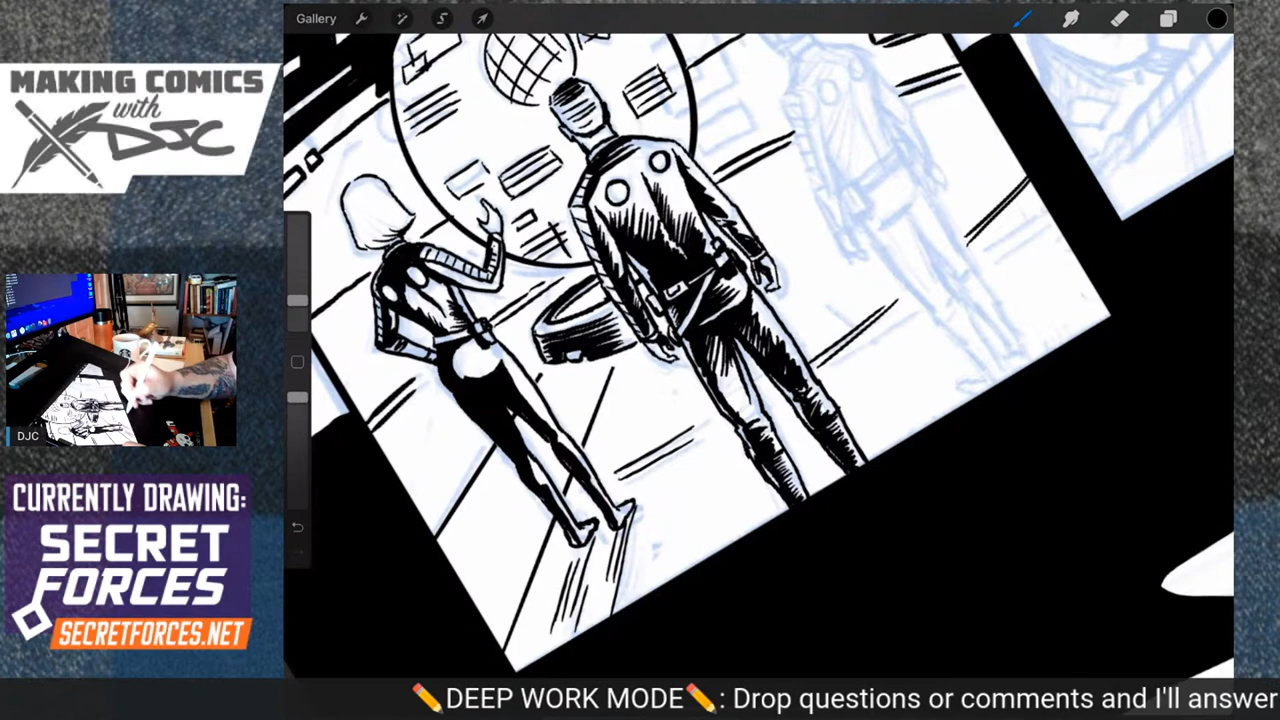 Gallery
MAKING COMICS
with
DJC
DJC
CURRENTLY DRAWING:
SECRET
FORCES
SECRETFORCES.NET
✏️DEEP WORK MODE✏️: Drop questions or comments and I'll answer